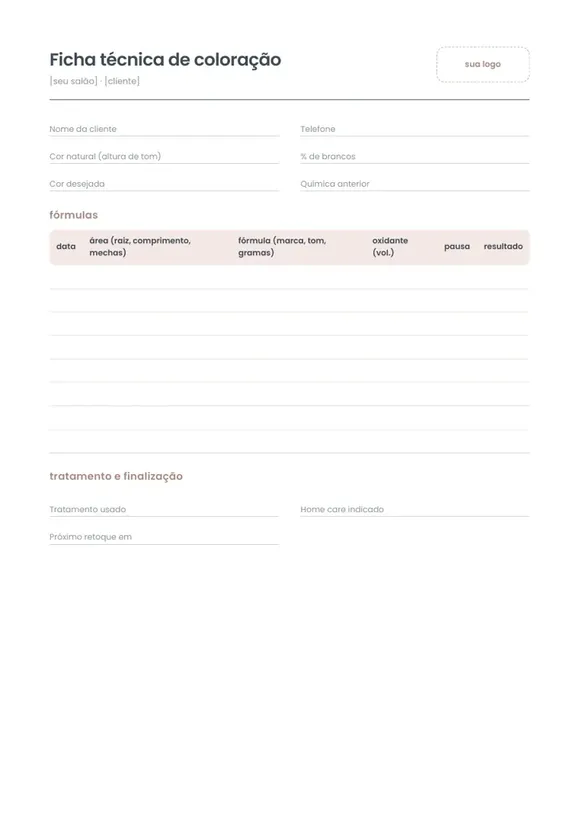 Ficha técnica de coloração
sua logo
[seu salão] · [cliente]
Nome da cliente
Telefone
Cor natural (altura de tom)
% de brancos
Cor desejada
Química anterior
fórmulas
data
área (raiz, comprimento,
mechas)
fórmula (marca, tom,
gramas)
oxidante
(vol.)
pausa
resultado
tratamento e finalização
Tratamento usado
Home care indicado
Próximo retoque em